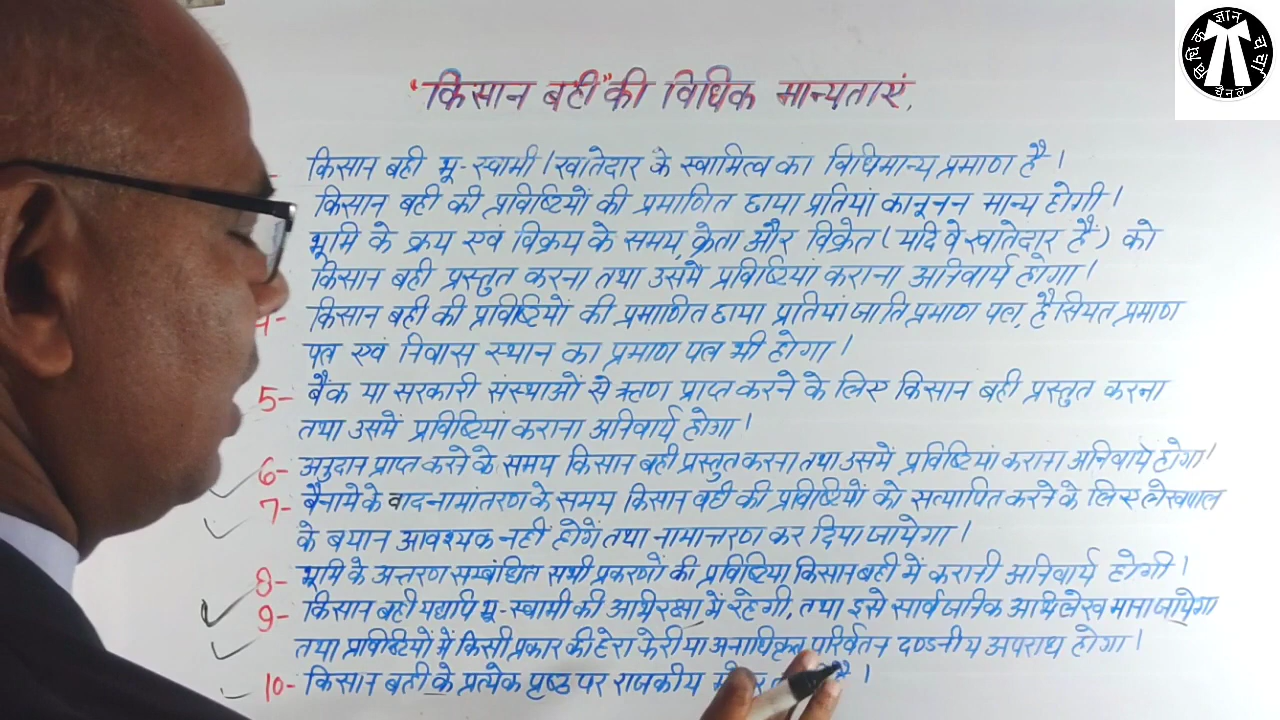 विधिक ज्ञान चर्चा
चैनल
"किसान बही" की विधिक मान्यताएं.
किसान बही भू-स्वामी/खातेदार के स्वामित्व का विधिमान्य प्रमाण है।
किसान बही की प्रविष्टियों की प्रमाणित छाया प्रतियां कानूनन मान्य होगी।
भूमि के क्रय एवं विक्रय के समय, क्रेता और विक्रेत (यदि वे खातेदार हैं) को
किसान बही प्रस्तुत करना तथा उसमें प्रविष्टियां कराना अनिवार्य होगा।
4- किसान बही की प्रविष्टियों की प्रमाणित छाया प्रतियां जाति प्रमाण पत्र, हैसियत प्रमाण
पत्र एवं निवास स्थान का प्रमाण पत्र भी होगा।
5- बैंक या सरकारी संस्थाओं से ऋण प्राप्त करने के लिए किसान बही प्रस्तुत करना
तथा उसमें प्रविष्टियां कराना अनिवार्य होगा।
6- अनुदान प्राप्त करने के समय किसान बही प्रस्तुत करना तथा उसमें प्रविष्टियां कराना अनिवार्य होगा।
7- बैनामे के बाद नामांतरण के समय किसान बही की प्रविष्टियों को सत्यापित करने के लिए लेखपाल
के बयान आवश्यक नहीं होगें तथा नामान्तरण कर दिया जायेगा।
8- भूमि के अन्तरण सम्बंधित सभी प्रकरणों की प्रविष्टियां किसान बही में करानी अनिवार्य होगी।
9- किसान बही यद्यपि भू-स्वामी की अभिरक्षा में रहेगी, तथा इसे सार्वजनिक अभिलेख माना जायेगा
तथा प्रविष्टियों में किसी प्रकार की हेरा फेरी या अनाधिकृत परिर्वतन दण्डनीय अपराध होगा।
10- किसान बही के प्रत्येक पृष्ठ पर राजकीय है।